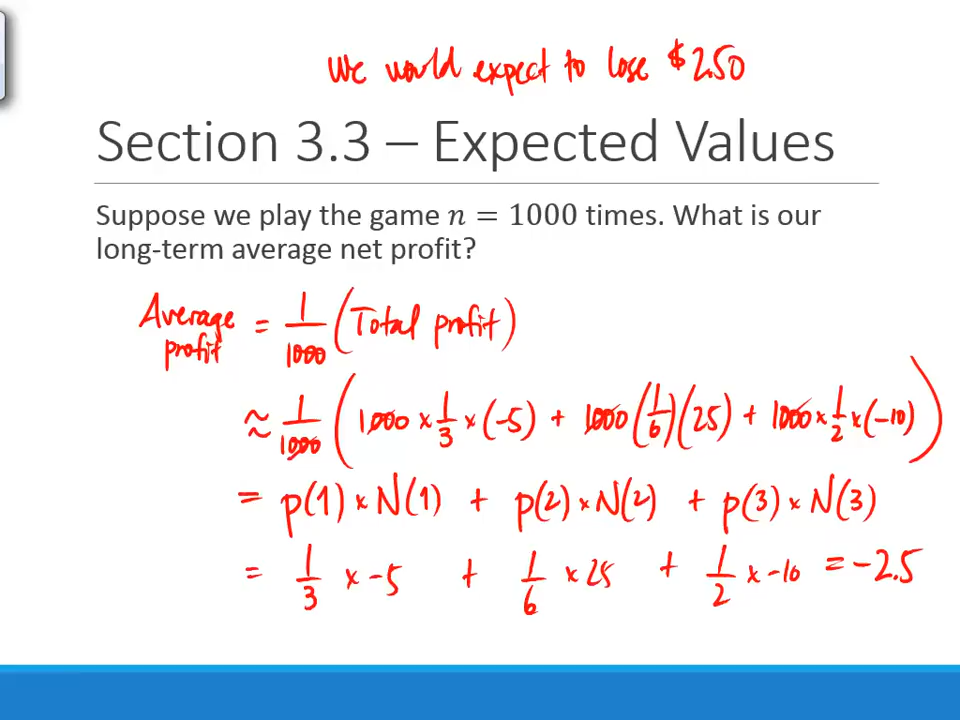 We would expect to lose $2.50
Section 3.3 – Expected Values
Suppose we play the game n = 1000 times. What is our
long-term average net profit?
Average profit = 1/1000 (Total profit)
≈ 1/1000 (1000 × 1/3 × (-5) + 1000 (1/6)(25) + 1000 × 1/2 × (-10))
= p(1) × N(1) + p(2) × N(2) + p(3) × N(3)
= 1/3 × -5 + 1/6 × 25 + 1/2 × -10 = -2.5